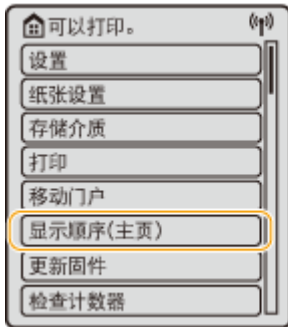 可以打印。
设置
纸张设置
存储介质
打印
移动门户
显示顺序(主页)
更新固件
检查计数器